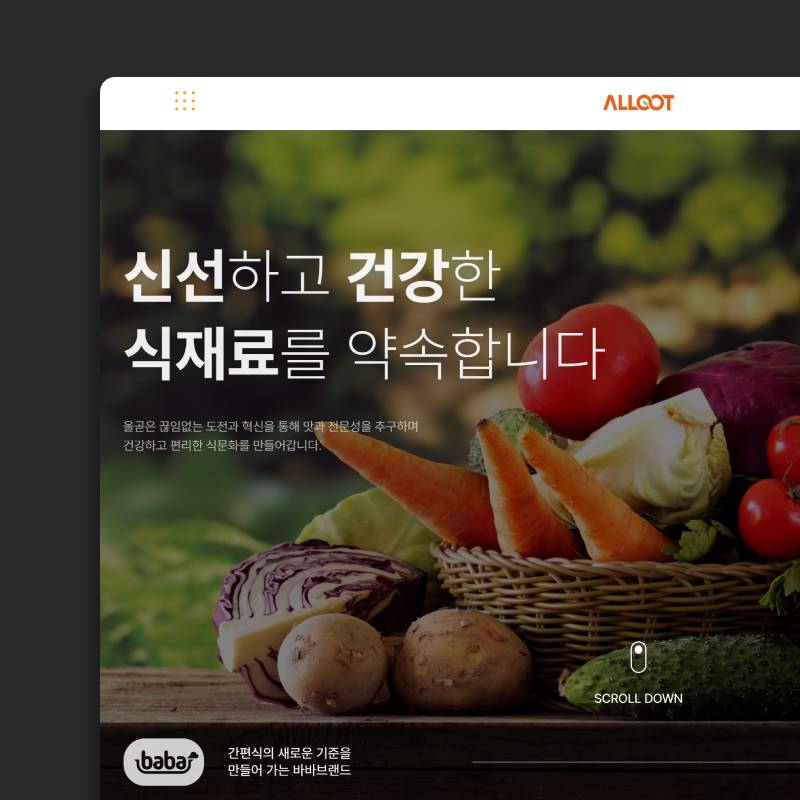 ALLGOT
신선하고 건강한
식재료를 약속합니다
올곧은 끊임없는 도전과 혁신을 통해 맛과 전문성을 추구하며
건강하고 편리한 식문화를 만들어갑니다.
SCROLL DOWN
baba
간편식의 새로운 기준을
만들어 가는 바바브랜드